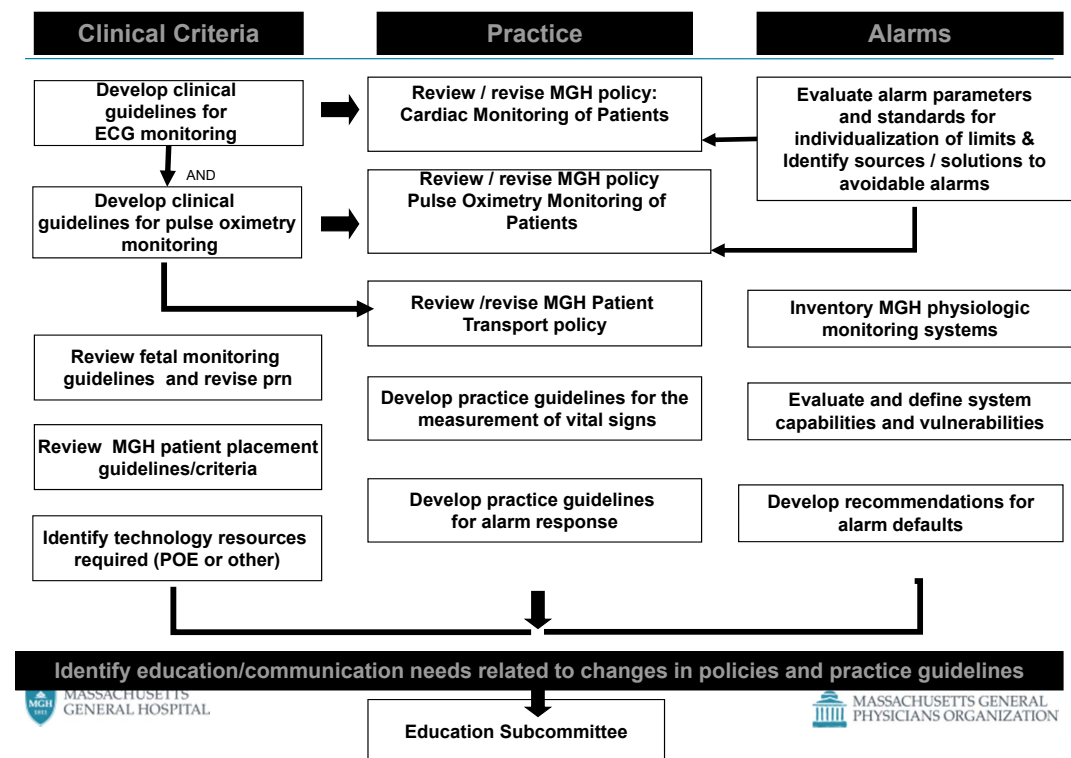 Clinical Criteria
Practice
Alarms
Develop clinical
guidelines for
ECG monitoring
AND
Develop clinical
guidelines for pulse oximetry
monitoring
Review fetal monitoring
guidelines and revise prn
Review MGH patient placement
guidelines/criteria
Identify technology resources
required (POE or other)
Review / revise MGH policy:
Cardiac Monitoring of Patients
Review / revise MGH policy
Pulse Oximetry Monitoring of
Patients
Review /revise MGH Patient
Transport policy
Develop practice guidelines for the
measurement of vital signs
Develop practice guidelines
for alarm response
Evaluate alarm parameters
and standards for
individualization of limits &
Identify sources / solutions to
avoidable alarms
Inventory MGH physiologic
monitoring systems
Evaluate and define system
capabilities and vulnerabilities
Develop recommendations for
alarm defaults
Identify education/communication needs related to changes in policies and practice guidelines
MGH
1811
MASSACHUSETTS
GENERAL HOSPITAL
Education Subcommittee
MASSACHUSETTS GENERAL
PHYSICIANS ORGANIZATION